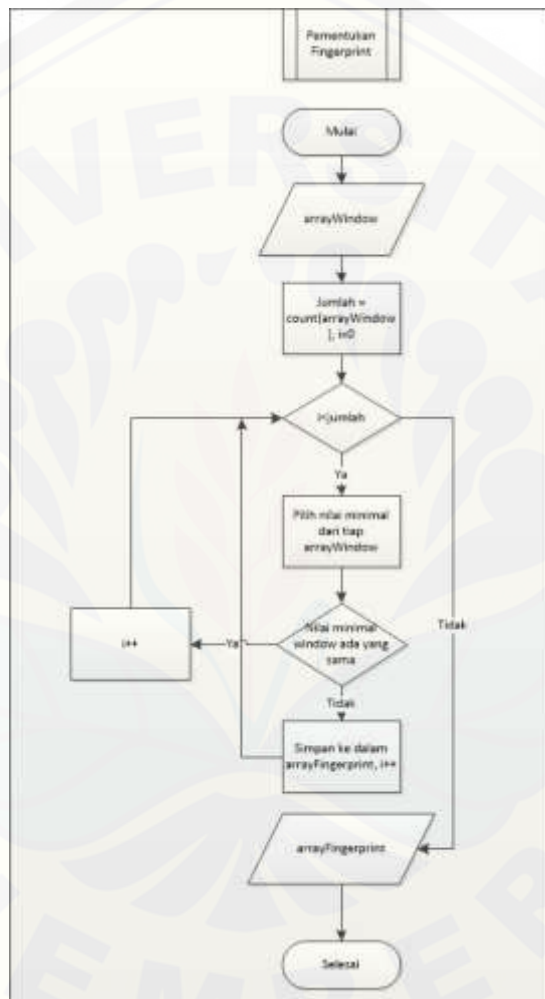 Pementukan
Fingerprint
Mulai
arrayWindow
Jumlah =
count(arrayWindow
), i=0
i<jumlah
Ya
Pilih nilai minimal
dari tiap
arrayWindow
Nilai minimal
window ada yang
sama
Ya
i++
Tidak
Tidak
Simpan ke dalam
arrayFingerprint, i++
arrayFingerprint
Selesai